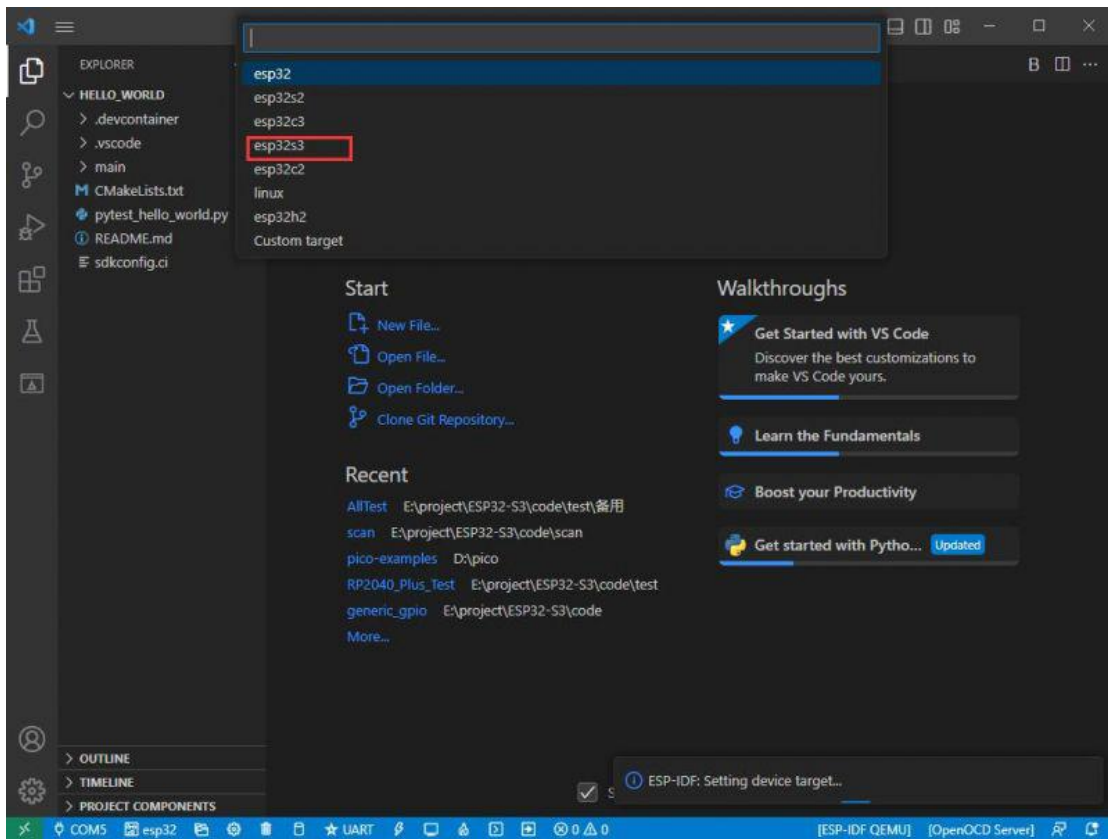 EXPLORER
HELLO_WORLD
.devcontainer
.vscode
main
CMakeLists.txt
pytest_hello_world.py
README.md
sdkconfig.ci
esp32
esp32s2
esp32c3
esp32s3
esp32c2
linux
esp32h2
Custom target
Start
New File...
Open File...
Open Folder...
Clone Git Repository...
Recent
AllTest E:\project\ESP32-S3\code\test\备用
scan E:\project\ESP32-S3\code\scan
pico-examples D:\pico
RP2040_Plus_Test E:\project\ESP32-S3\code\test
generic_gpio E:\project\ESP32-S3\code
More...
Walkthroughs
Get Started with VS Code
Discover the best customizations to
make VS Code yours.
Learn the Fundamentals
Boost your Productivity
Get started with Pytho... Updated
OUTLINE
TIMELINE
PROJECT COMPONENTS
ESP-IDF: Setting device target...
COM5 esp32 UART 0 0 [ESP-IDF QEMU] [OpenOCD Server]